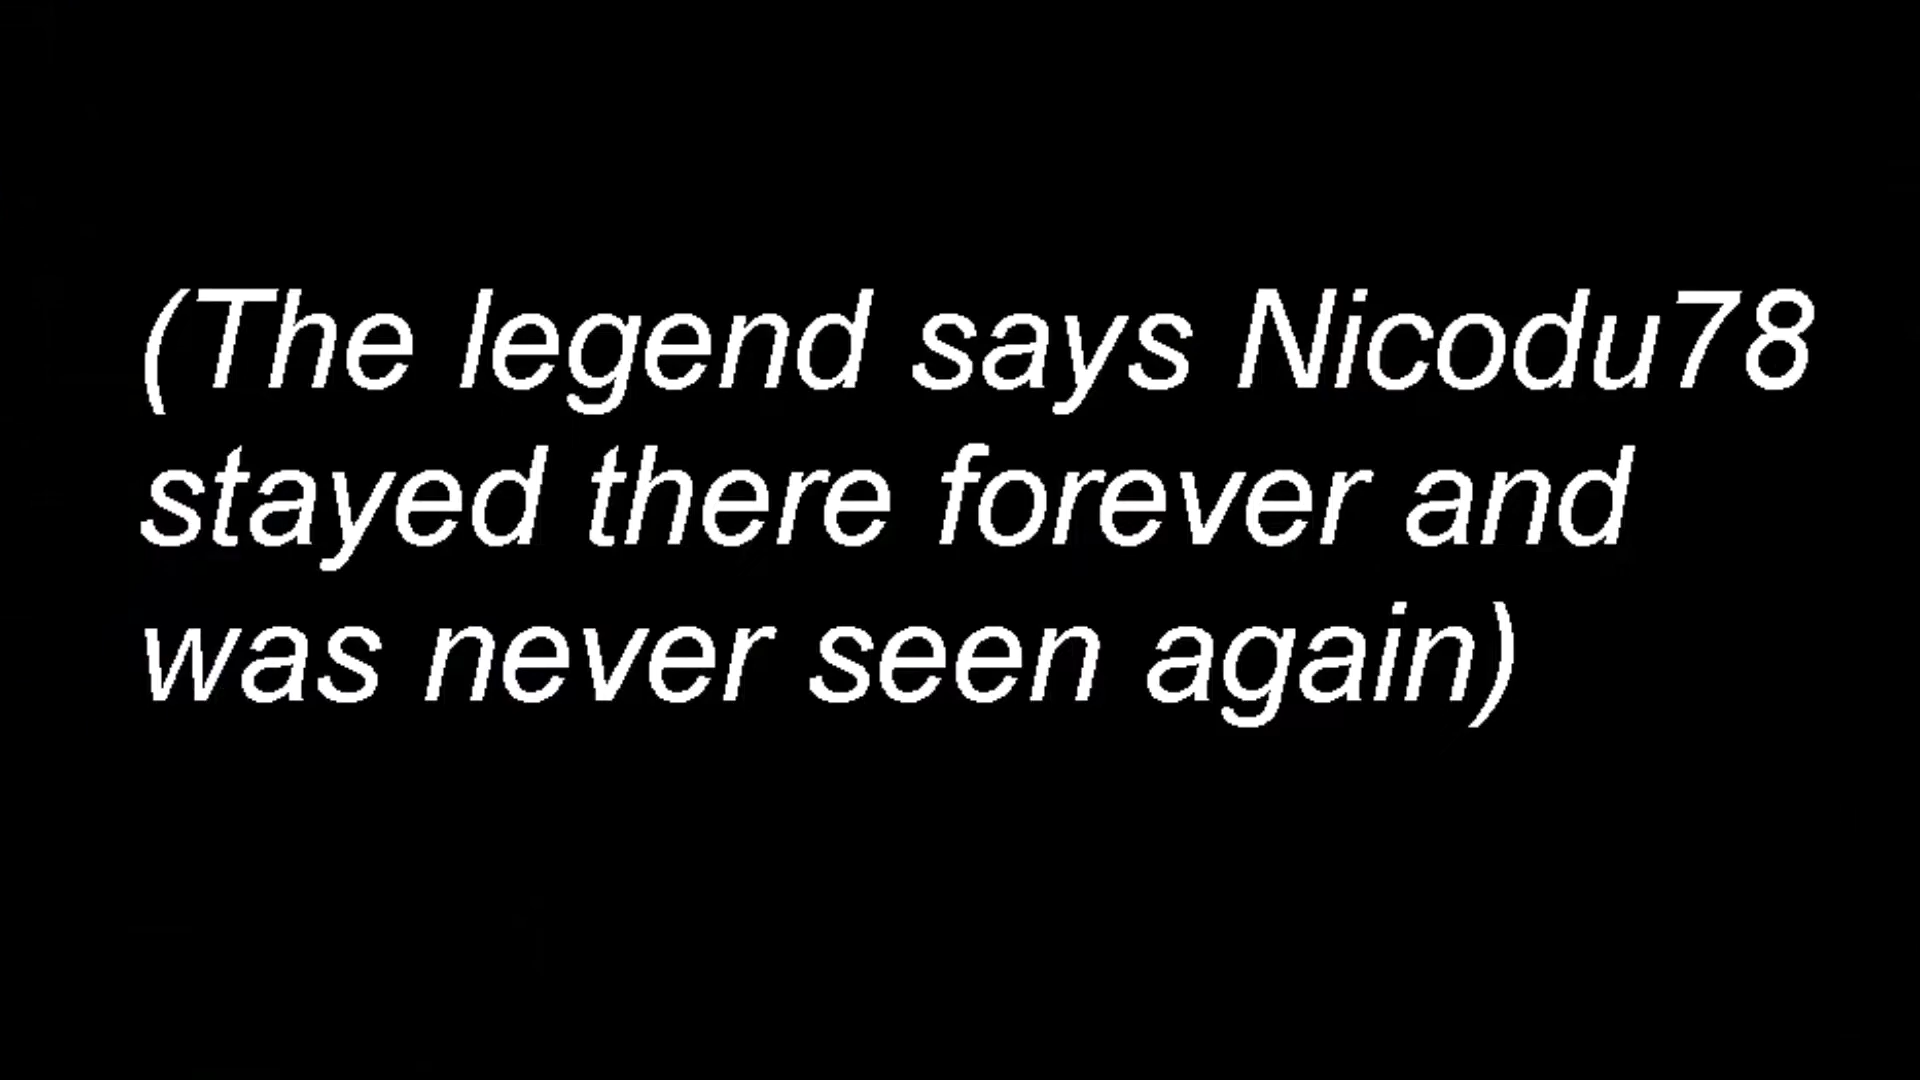 (The legend says Nicodu78
stayed there forever and
was never seen again)